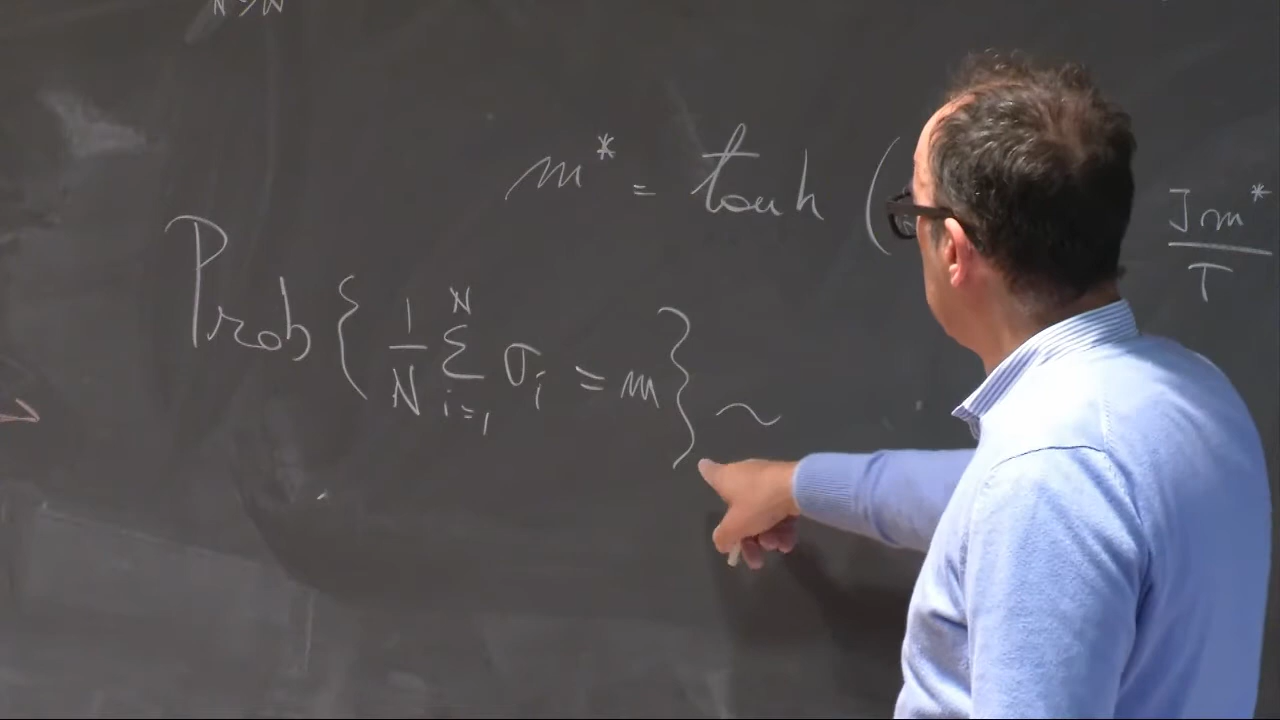 m* = tanh ( Jm* / T
Prob { 1/N Σ_{i=1}^{N} σ_i = m } ~